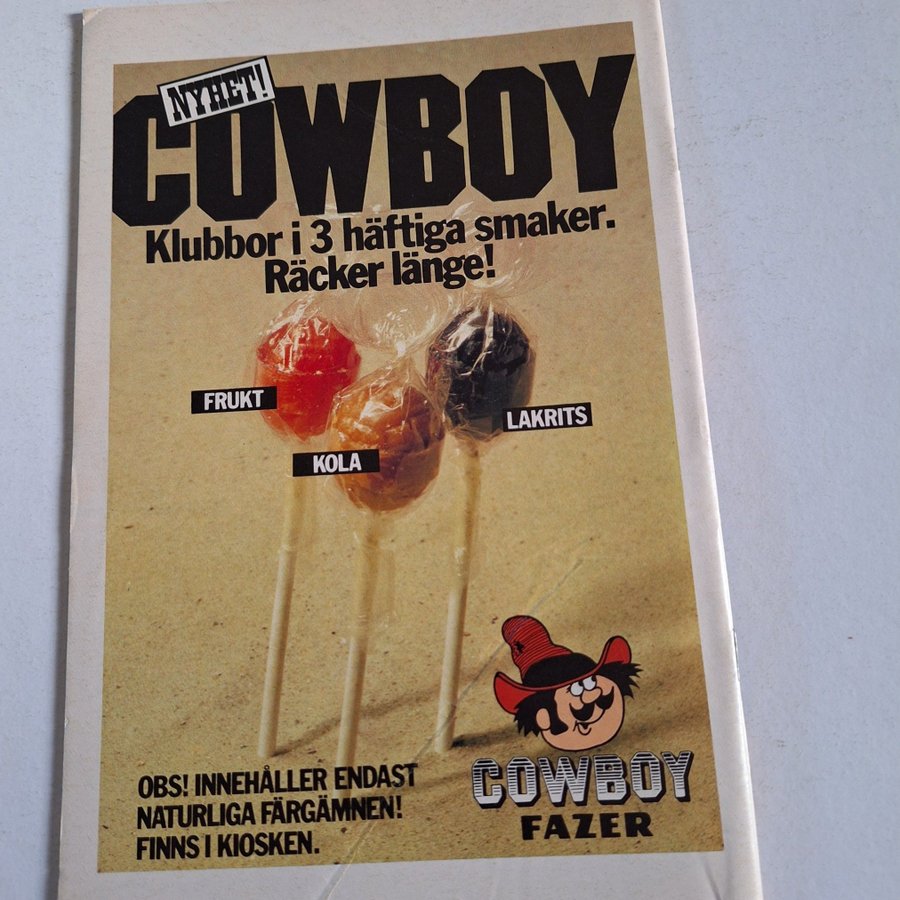 NYHET!
COWBOY
Klubbor i 3 häftiga smaker.
Räcker länge!
FRUKT
LAKRITS
KOLA
OBS! INNEHÅLLER ENDAST
NATURLIGA FÄRGÄMNEN!
FINNS I KIOSKEN.
COWBOY
FAZER